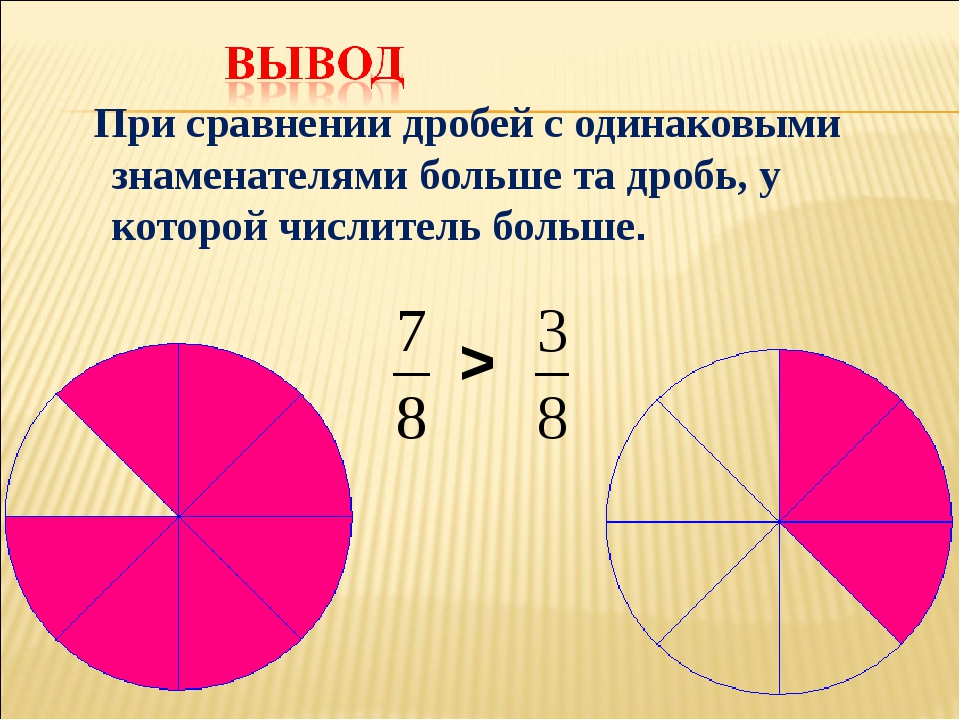 ВЫВОД
При сравнении дробей с одинаковыми
знаменателями больше та дробь, у
которой числитель больше.
7/8 > 3/8